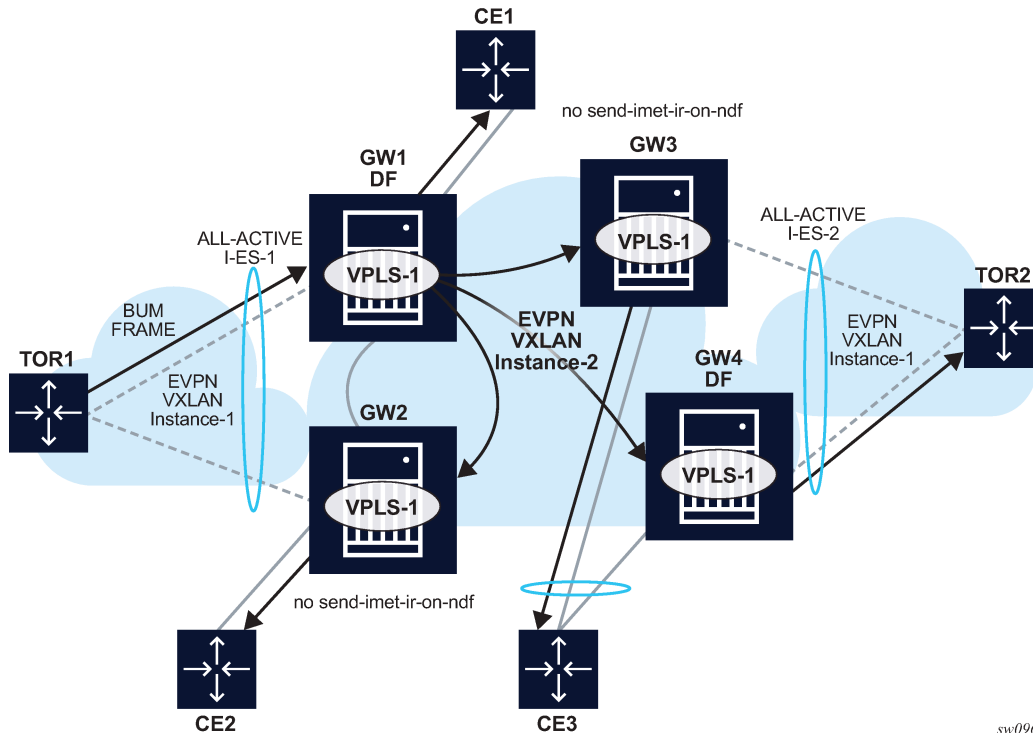 CE1
no send-imet-ir-on-ndf
GW3
GW1
DF
VPLS-1
ALL-ACTIVE
I-ES-2
ALL-ACTIVE
I-ES-1
VPLS-1
BUM
FRAME
TOR2
EVPN
VXLAN
Instance-2
EVPN
VXLAN
Instance-1
TOR1
EVPN
VXLAN
Instance-1
GW4
DF
GW2
VPLS-1
VPLS-1
no send-imet-ir-on-ndf
CE2
CE3